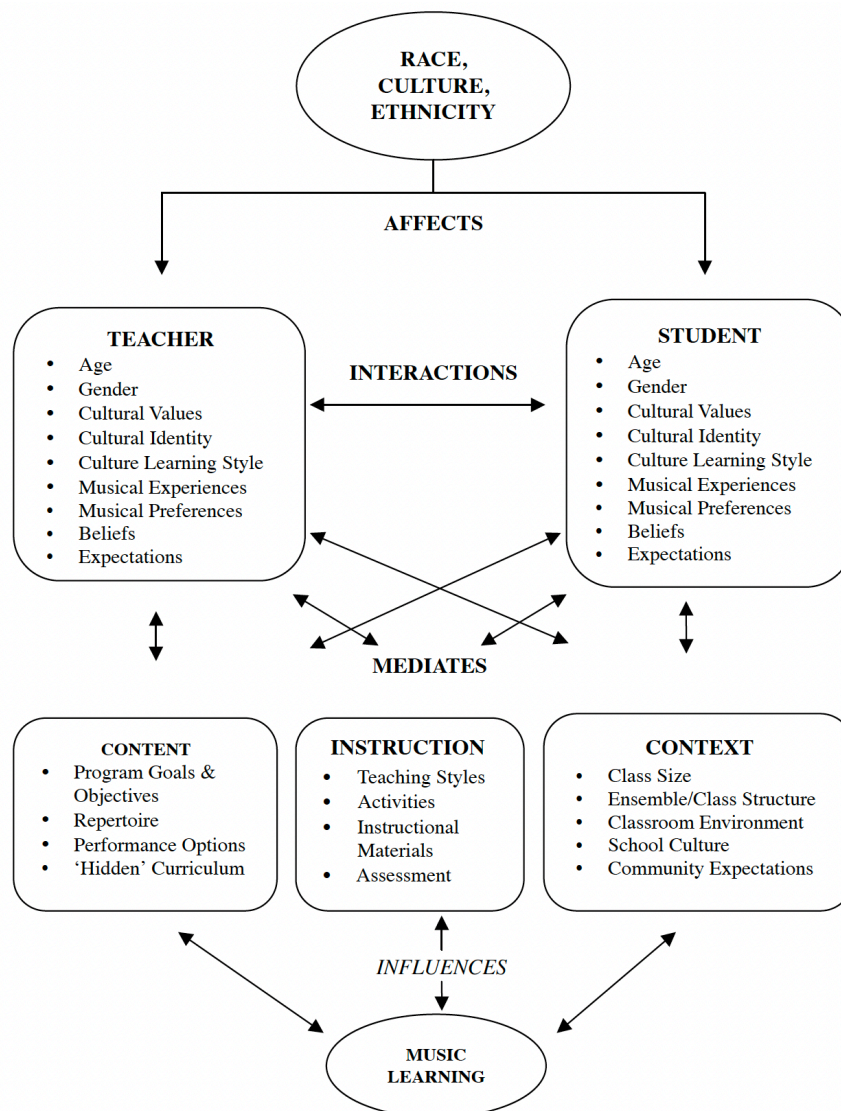 RACE,
CULTURE,
ETHNICITY
AFFECTS
TEACHER
• Age
• Gender
• Cultural Values
• Cultural Identity
• Culture Learning Style
• Musical Experiences
• Musical Preferences
• Beliefs
• Expectations
INTERACTIONS
STUDENT
• Age
• Gender
• Cultural Values
• Cultural Identity
• Culture Learning Style
• Musical Experiences
• Musical Preferences
• Beliefs
• Expectations
MEDIATES
CONTENT
• Program Goals &
Objectives
• Repertoire
• Performance Options
• ‘Hidden’ Curriculum
INSTRUCTION
• Teaching Styles
• Activities
• Instructional
Materials
• Assessment
CONTEXT
• Class Size
• Ensemble/Class Structure
• Classroom Environment
• School Culture
• Community Expectations
INFLUENCES
MUSIC
LEARNING